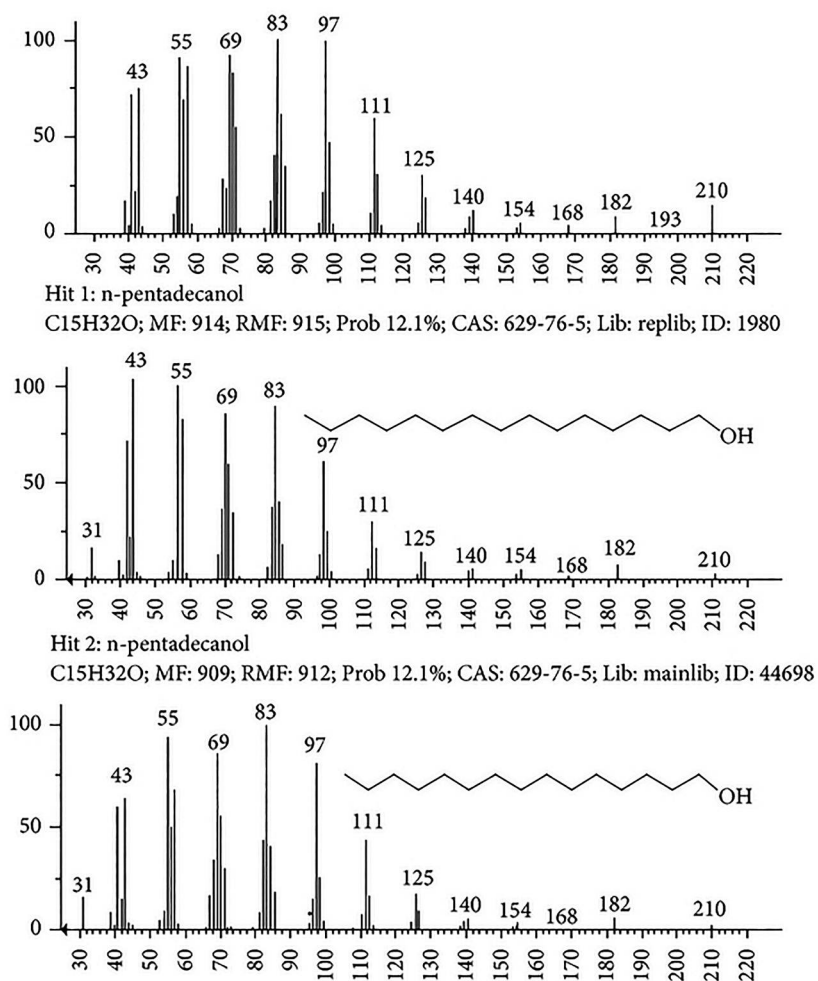 83 97
55 69
100
43
111
50
125
140 154 168 182 193 210
0
30 40 50 60 70 80 90 100 110 120 130 140 150 160 170 180 190 200 210 220
Hit 1: n-pentadecanol
C15H32O; MF: 914; RMF: 915; Prob 12.1%; CAS: 629-76-5; Lib: replib; ID: 1980
43 55
100
69 83
OH
97
50
111
31
125
140 154 168 182 210
0
30 40 50 60 70 80 90 100 110 120 130 140 150 160 170 180 190 200 210 220
Hit 2: n-pentadecanol
C15H32O; MF: 909; RMF: 912; Prob 12.1%; CAS: 629-76-5; Lib: mainlib; ID: 44698
55 83
100
69 97
43
OH
50
111
31
125
140 154 168 182 210
0
30 40 50 60 70 80 90 100 110 120 130 140 150 160 170 180 190 200 210 220